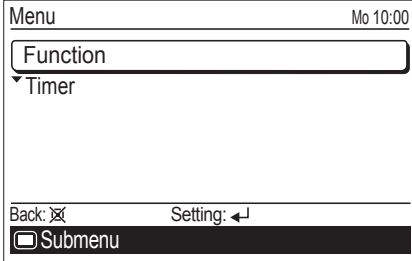 Menu Mo 10:00
Function
Timer
Back: Setting:
Submenu